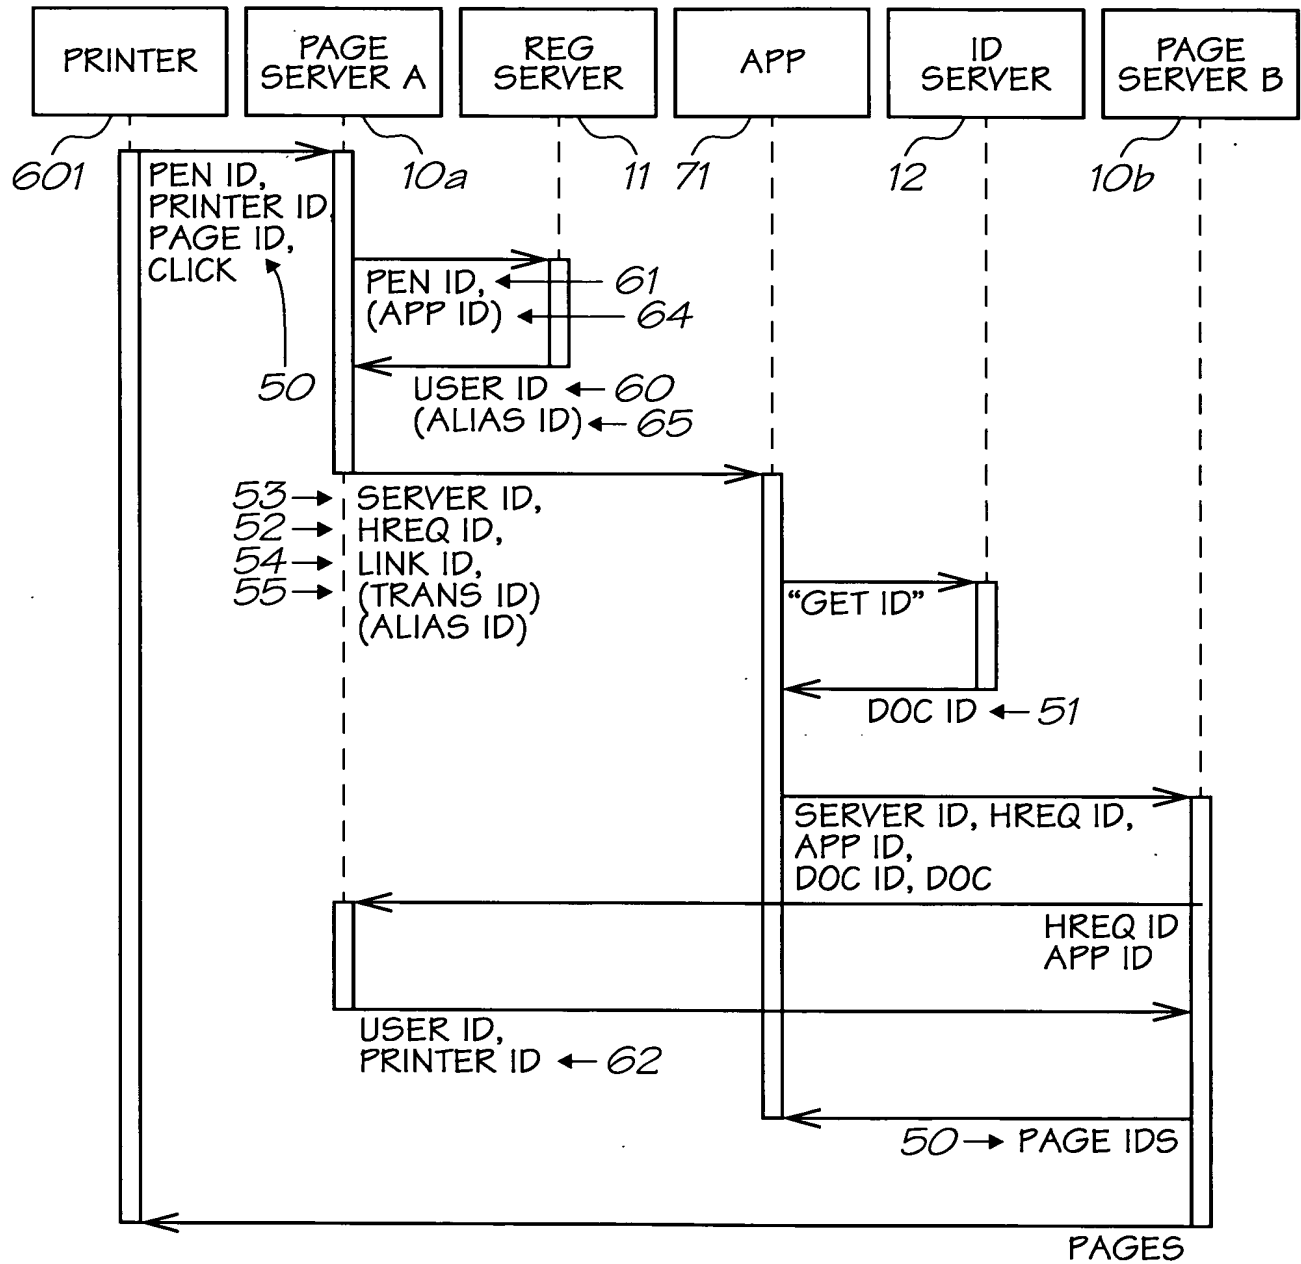 PRINTER
PAGE
SERVER A
REG
SERVER
APP
ID
SERVER
PAGE
SERVER B
601
10a
11
71
12
10b
PEN ID,
PRINTER ID
PAGE ID,
CLICK
50
PEN ID, 61
(APP ID) 64
USER ID 60
(ALIAS ID) 65
53 SERVER ID,
52 HREQ ID,
54 LINK ID,
55 (TRANS ID)
(ALIAS ID)
“GET ID”
DOC ID 51
SERVER ID, HREQ ID,
APP ID,
DOC ID, DOC
HREQ ID
APP ID
USER ID,
PRINTER ID 62
50 PAGE IDS
PAGES